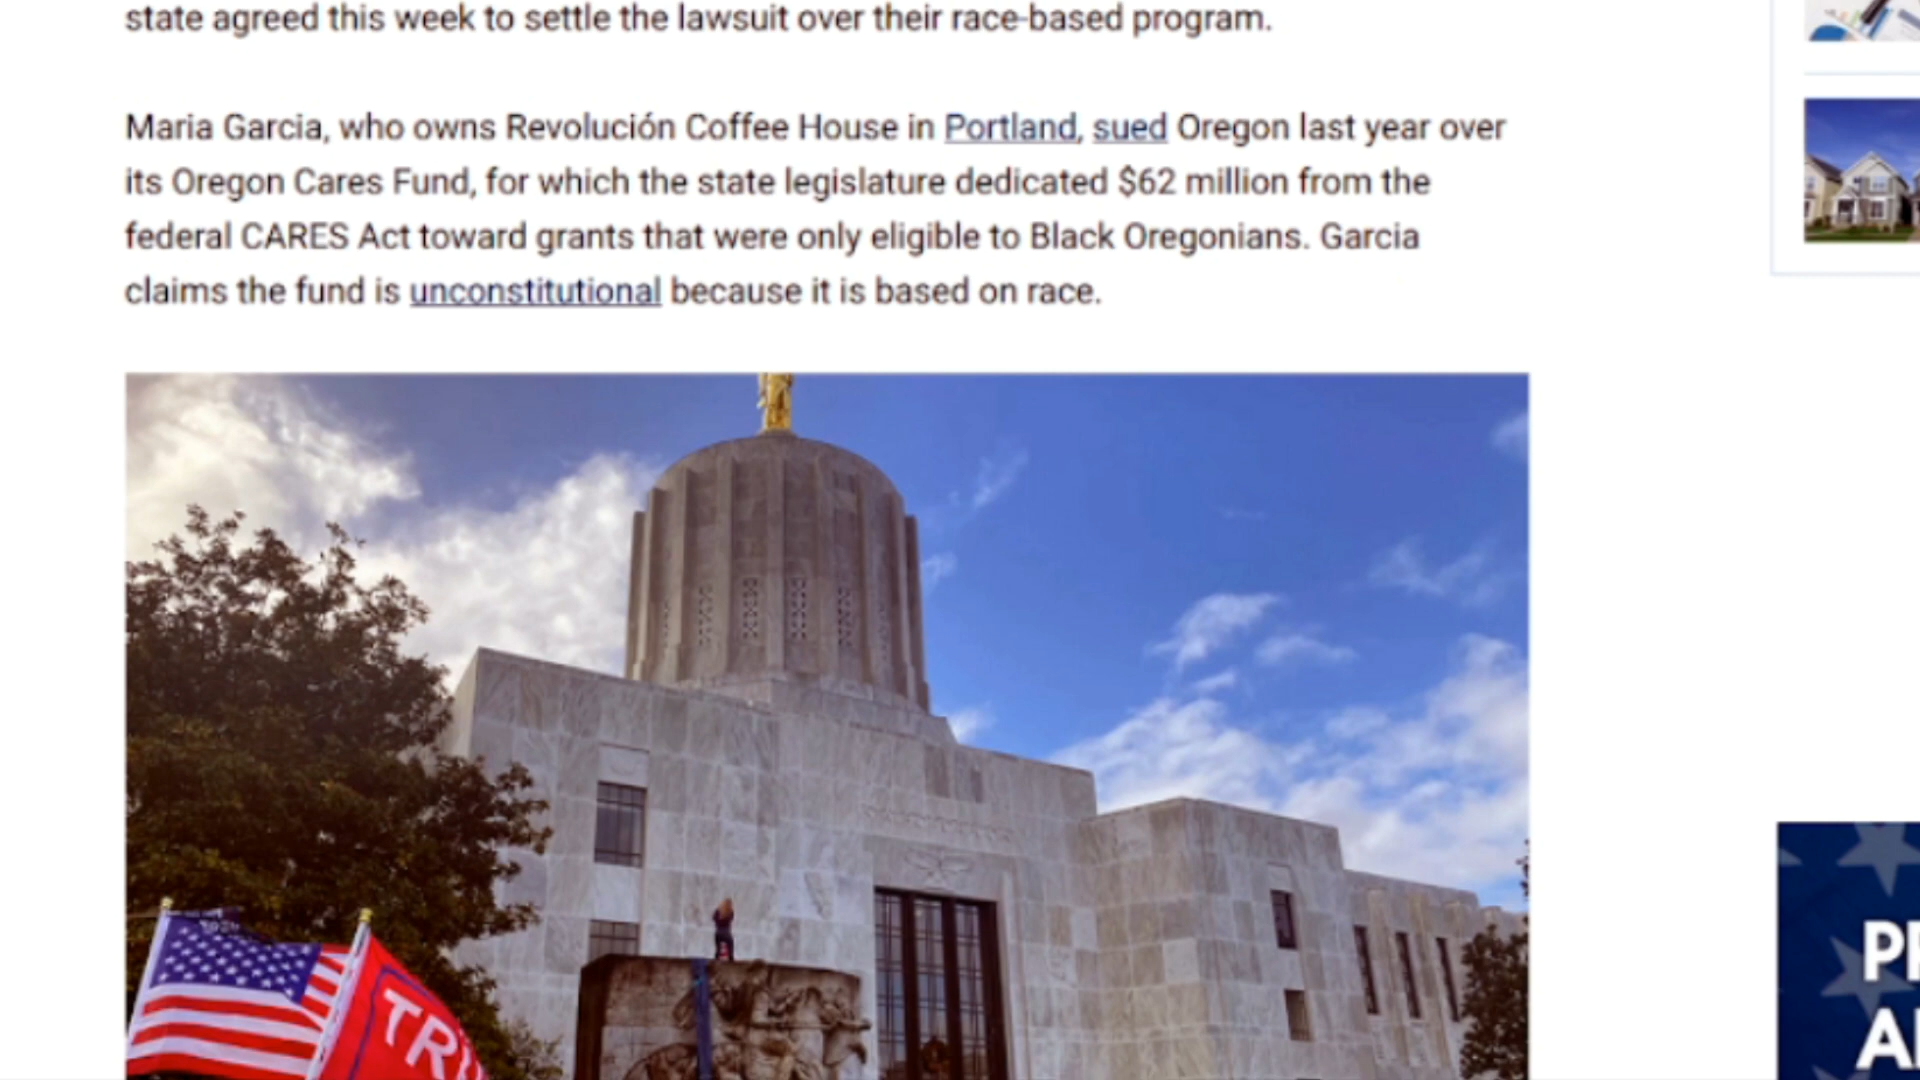 state agreed this week to settle the lawsuit over their race-based program.
Maria Garcia, who owns Revolución Coffee House in Portland, sued Oregon last year over
its Oregon Cares Fund, for which the state legislature dedicated $62 million from the
federal CARES Act toward grants that were only eligible to Black Oregonians. Garcia
claims the fund is unconstitutional because it is based on race.